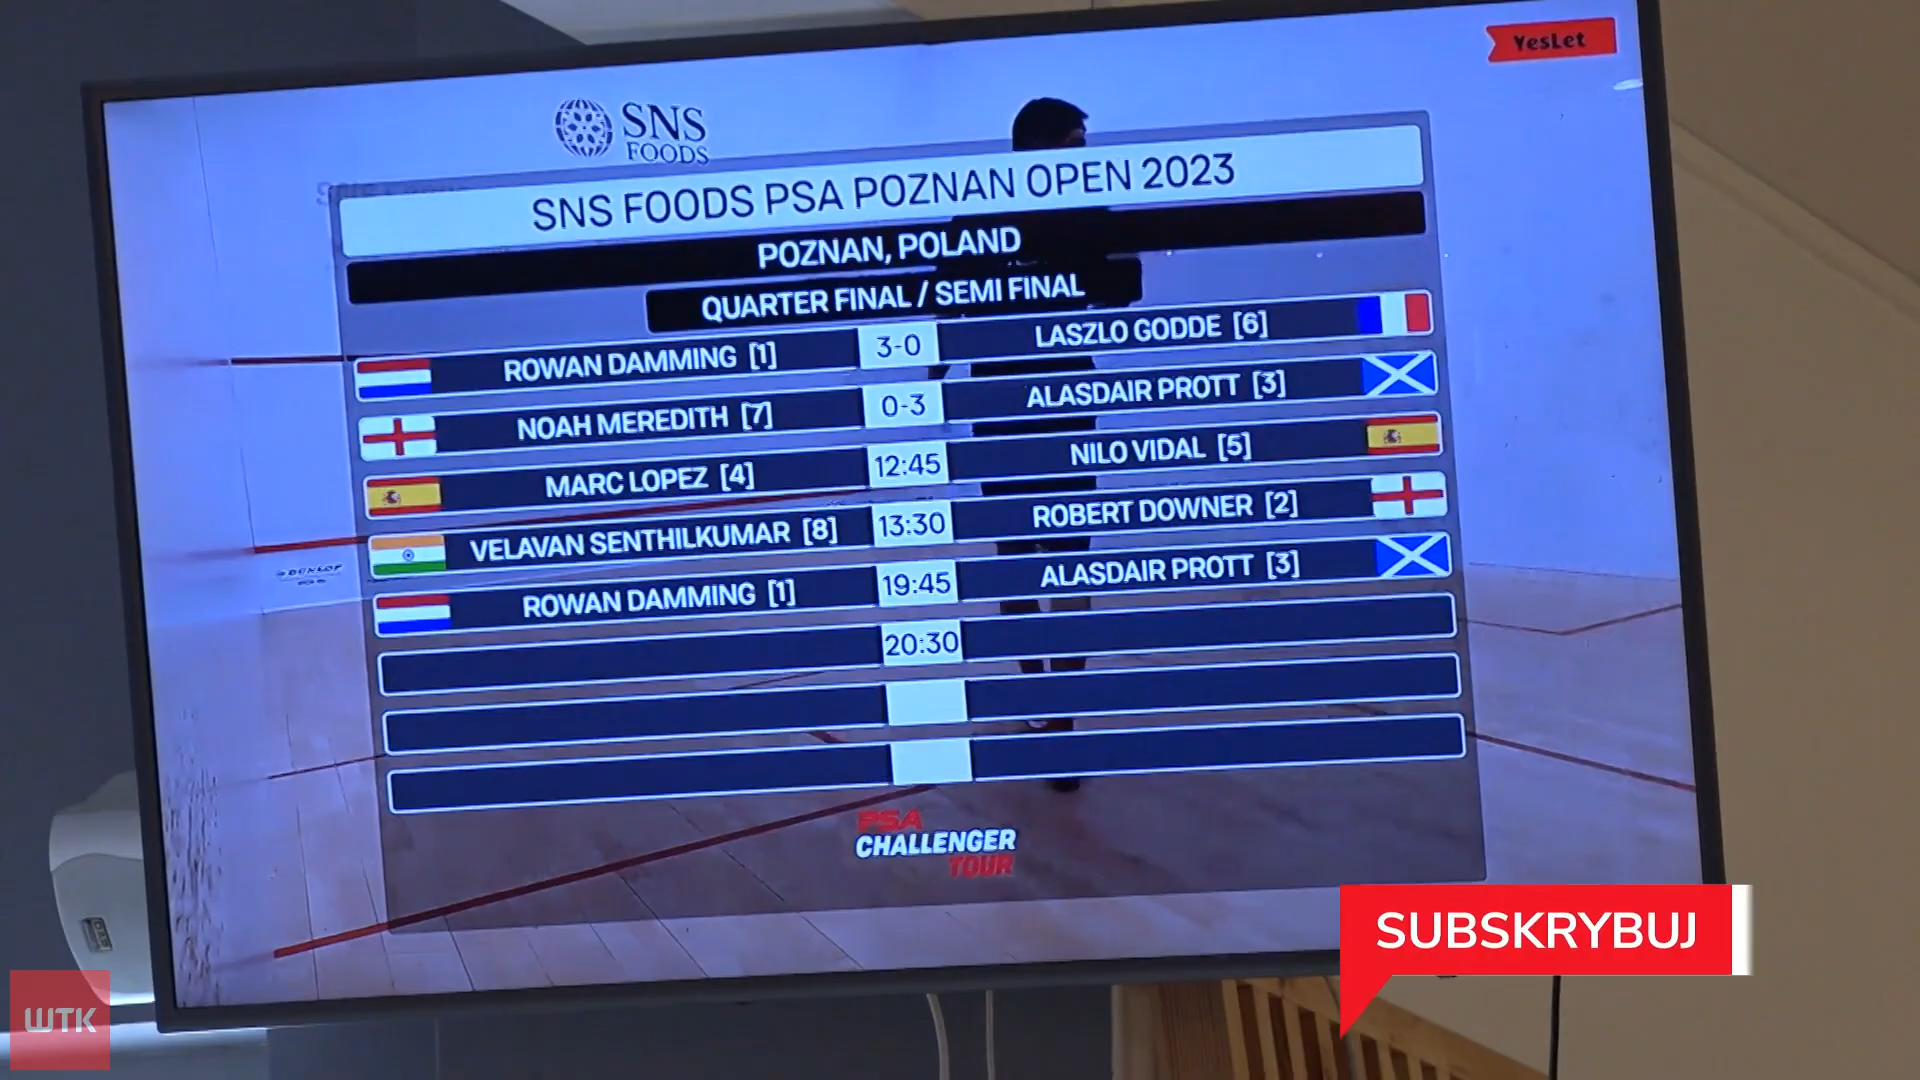 YesLet
SNS
FOODS
SNS FOODS PSA POZNAN OPEN 2023
POZNAN, POLAND
QUARTER FINAL / SEMI FINAL
ROWAN DAMMING [1] 3-0 LASZLO GODDE [6]
NOAH MEREDITH [7] 0-3 ALASDAIR PROTT [3]
MARC LOPEZ [4] 12:45 NILO VIDAL [5]
VELAVAN SENTHILKUMAR [8] 13:30 ROBERT DOWNER [2]
DUNLOP
ROWAN DAMMING [1] 19:45 ALASDAIR PROTT [3]
20:30
PSA
CHALLENGER
TOUR
SUBSKRYBUJ
WTK